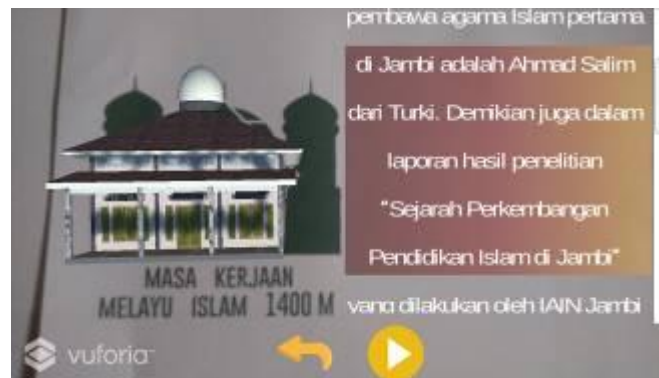 pembawa agama Islam pertama
di Jambi adalah Ahmad Salim
dari Turki. Demikian juga dalam
laporan hasil penelitian
"Sejarah Perkembangan
Pendidikan Islam di Jambi"
yang dilakukan oleh IAIN Jambi
MASA KERJAAN
MELAYU ISLAM 1400 M
vuforia